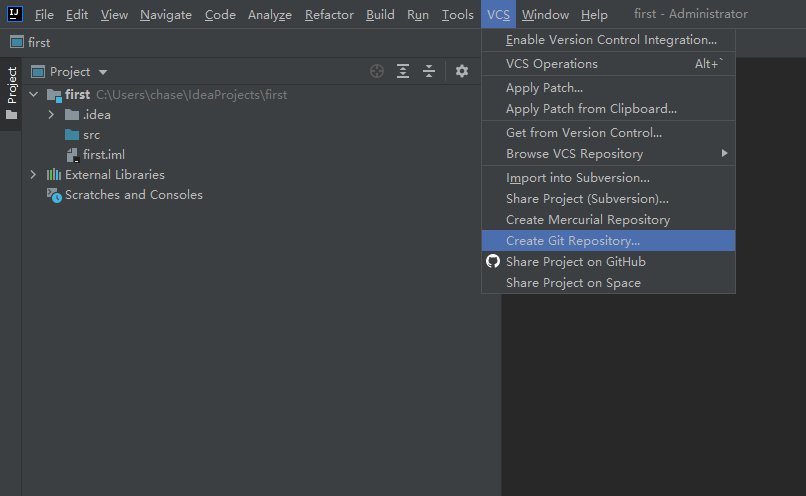 IJ File Edit View Navigate Code Analyze Refactor Build Run Tools VCS Window Help first - Administrator
first
Project
Project
first C:\Users\chase\IdeaProjects\first
.idea
src
first.iml
External Libraries
Scratches and Consoles
Enable Version Control Integration...
VCS Operations Alt+`
Apply Patch...
Apply Patch from Clipboard...
Get from Version Control...
Browse VCS Repository
Import into Subversion...
Share Project (Subversion)...
Create Mercurial Repository
Create Git Repository...
Share Project on GitHub
Share Project on Space